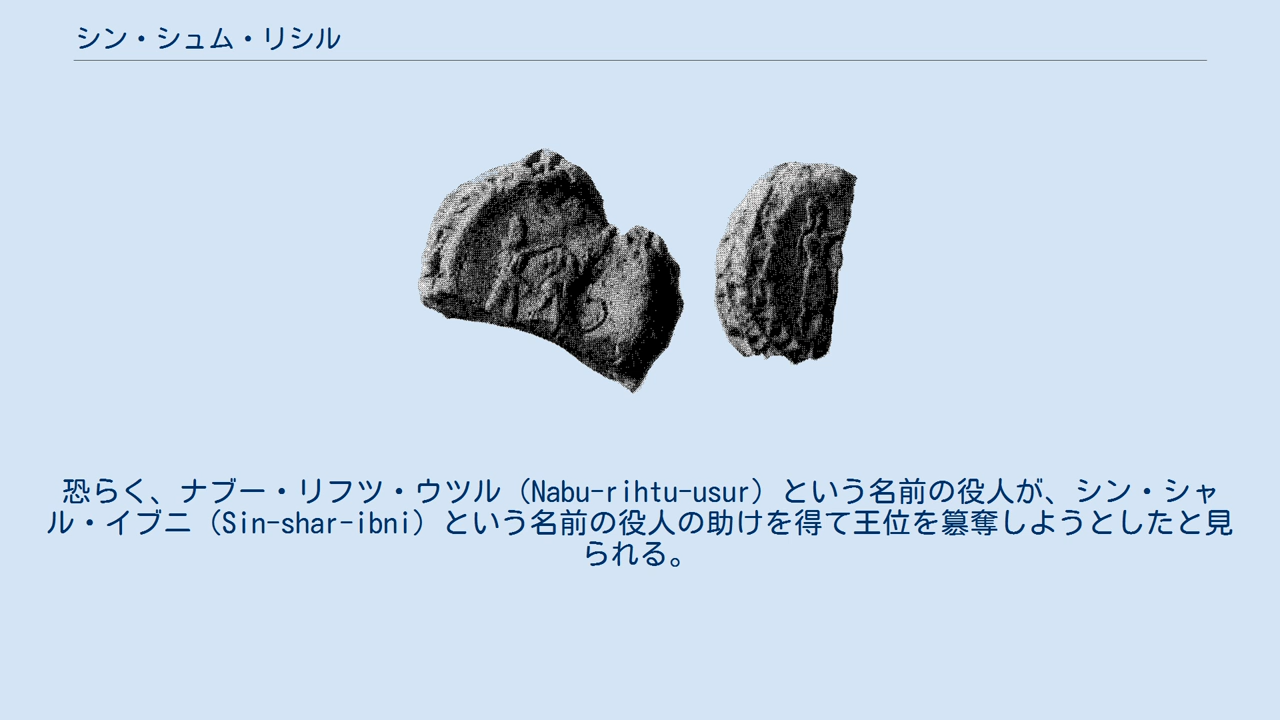 シン・シュム・リシル
恐らく、ナブー・リフツ・ウツル（Nabu-rihtu-usur）という名前の役人が、シン・シャ
ル・イブニ（Sin-shar-ibni）という名前の役人の助けを得て王位を簒奪しようとしたと見
られる。